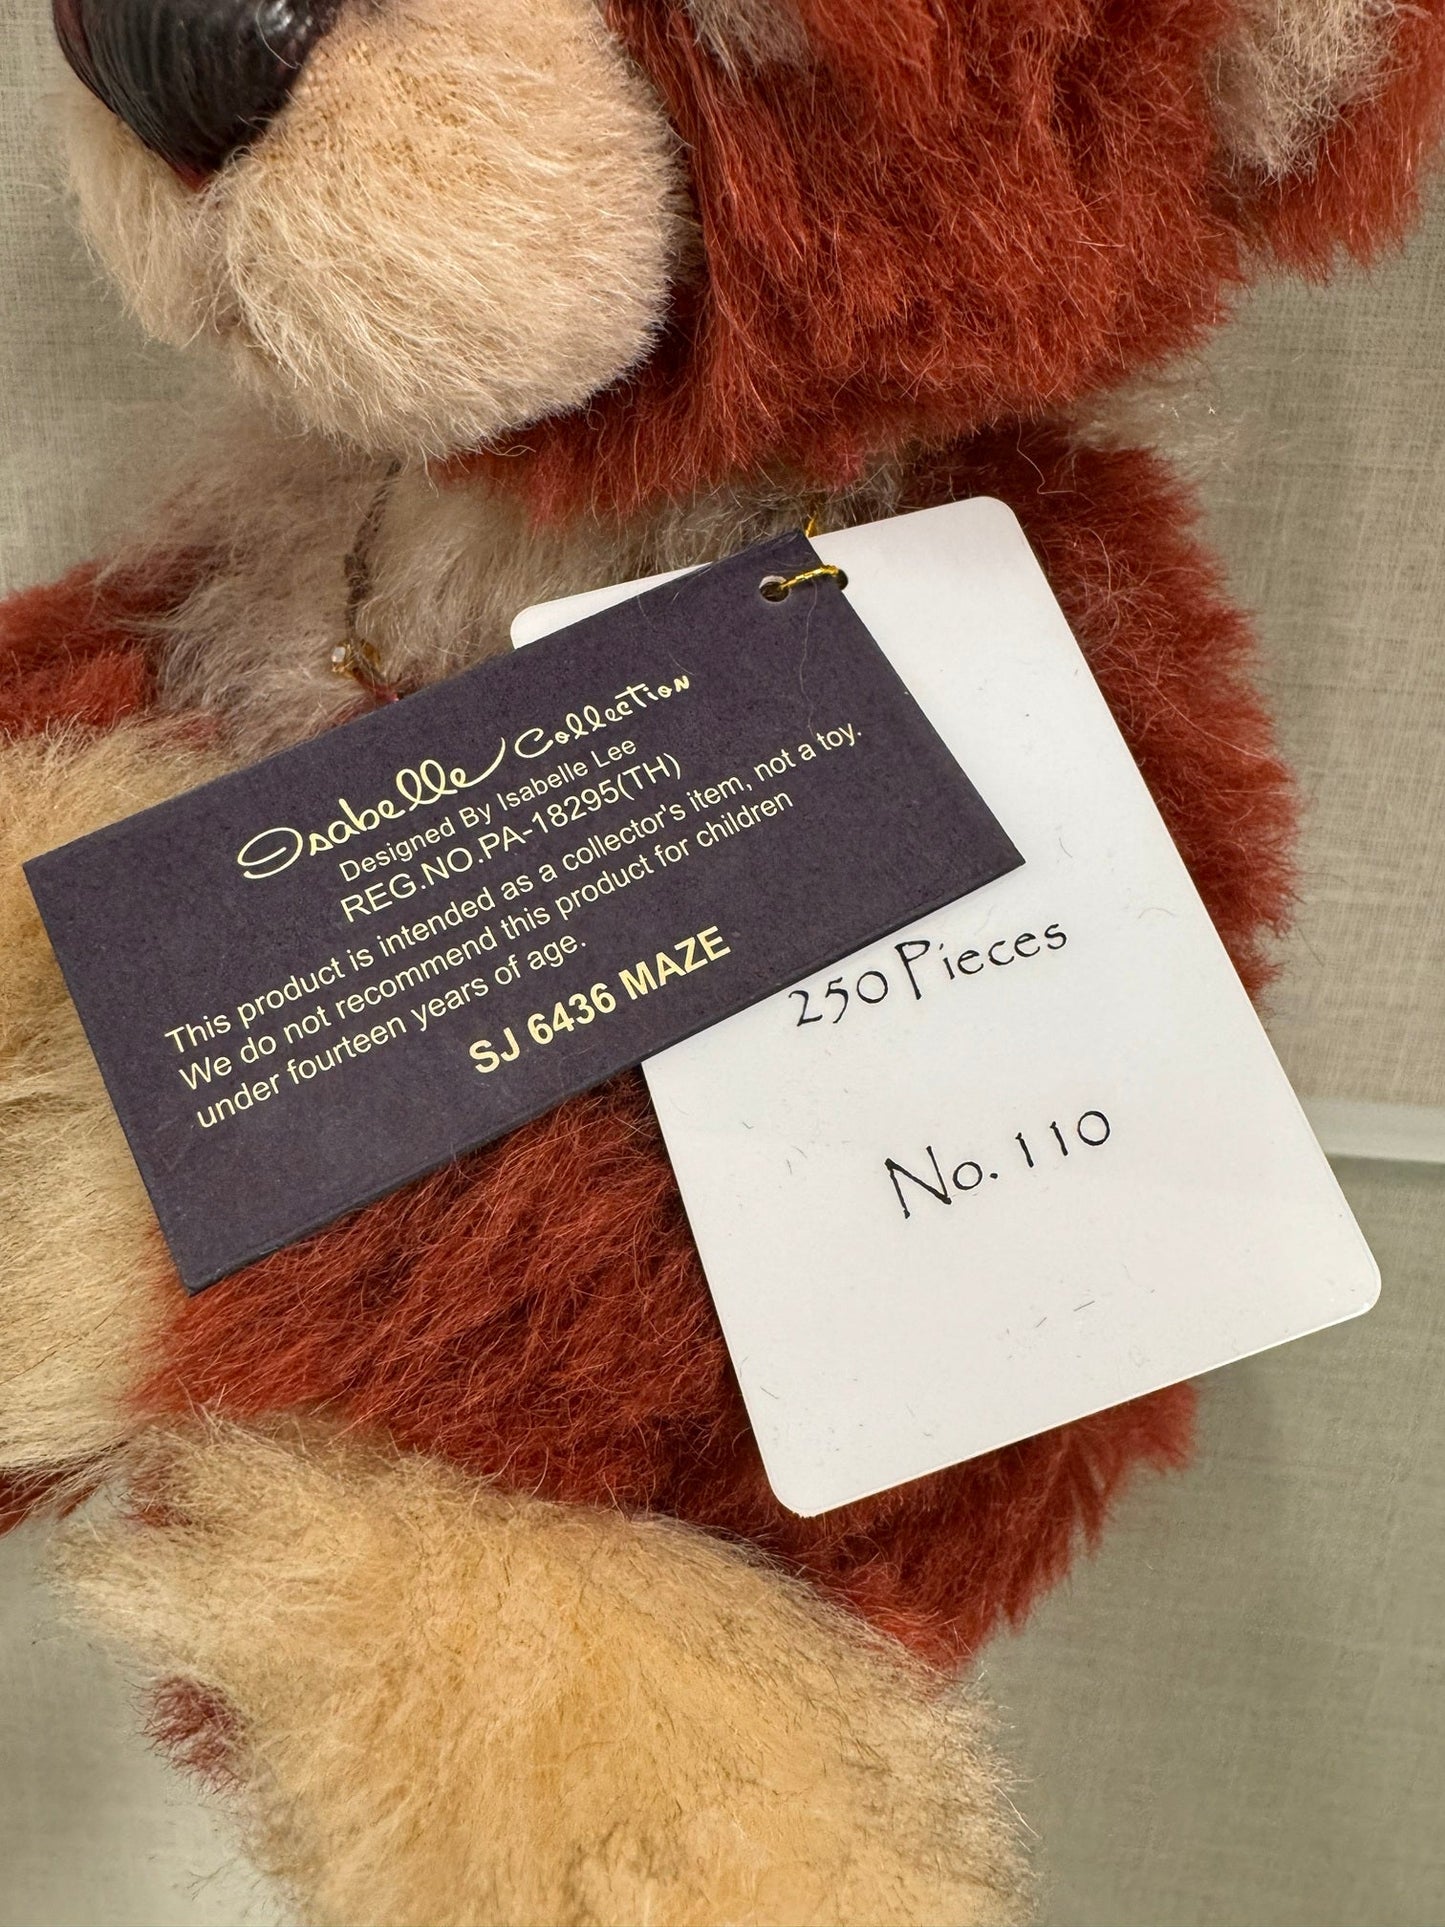 Isabelle Collection
Designed By Isabelle Lee
REG.NO.PA-18295(TH)
This product is intended as a collector's item, not a toy.
We do not recommend this product for children
under fourteen years of age.
SJ 6436 MAZE
250 Pieces
No. 110